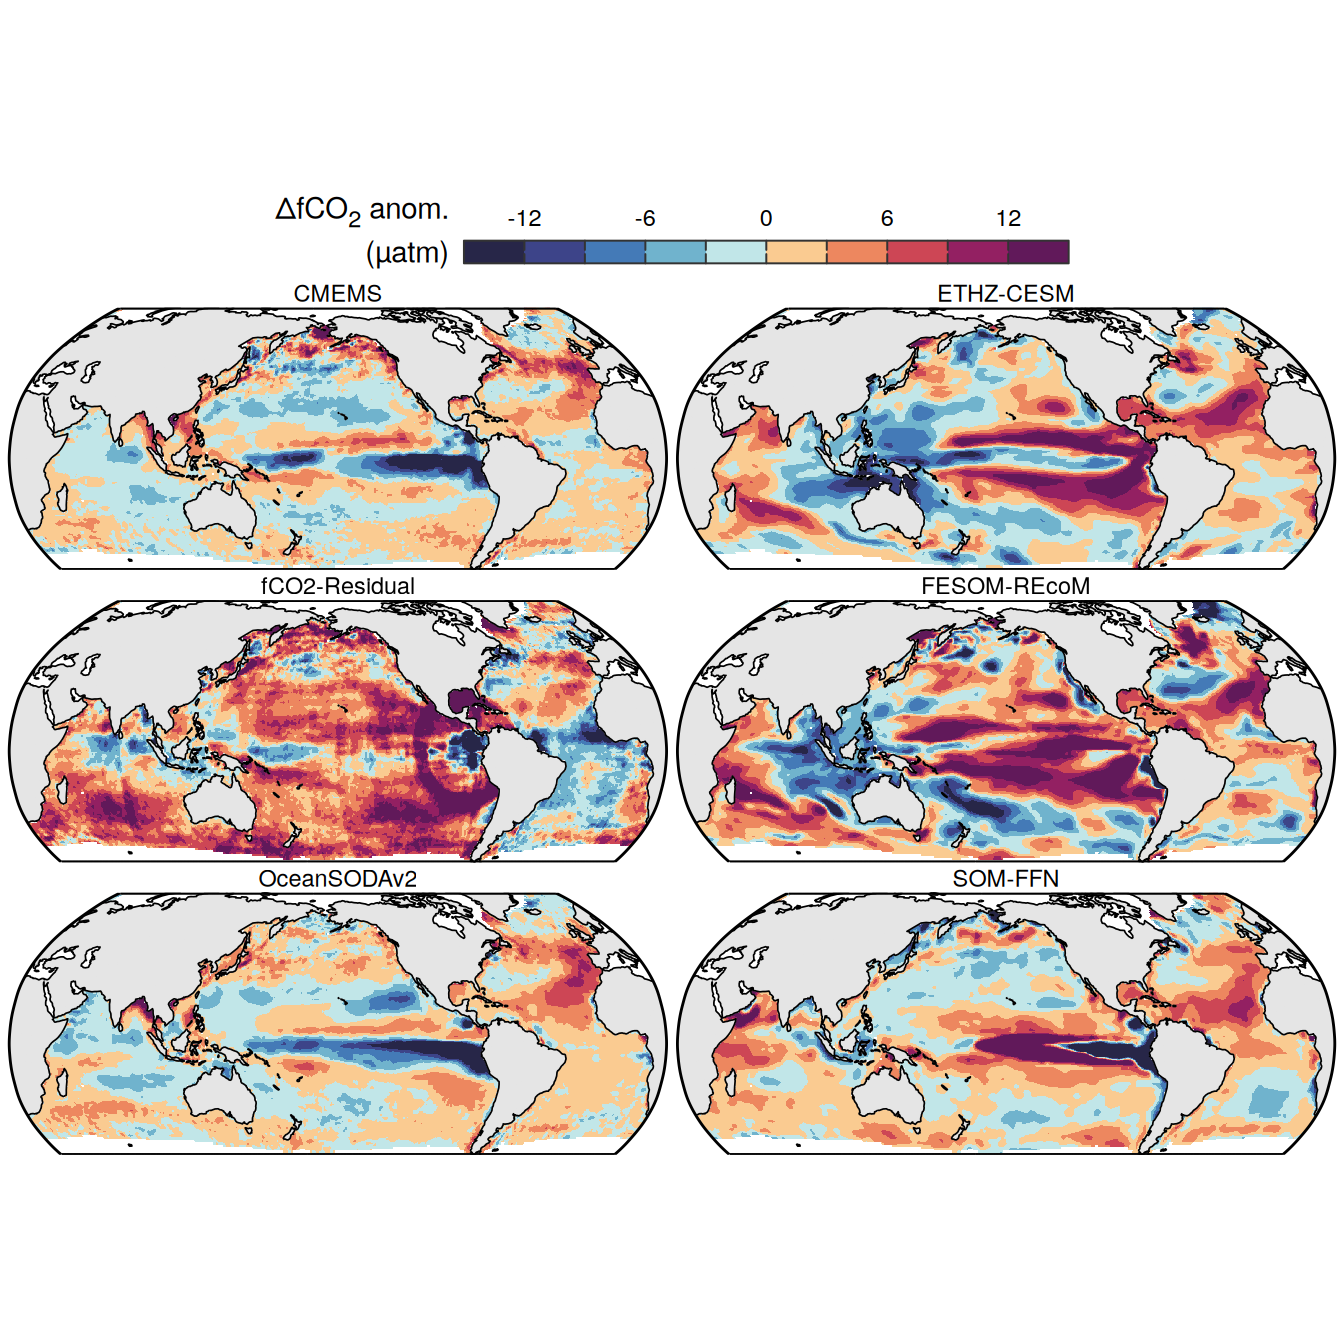 ΔfCO₂ anom.
(µatm)
-12 -6 0 6 12
CMEMS
ETHZ-CESM
fCO2-Residual
FESOM-REcoM
OceanSODAv2
SOM-FFN